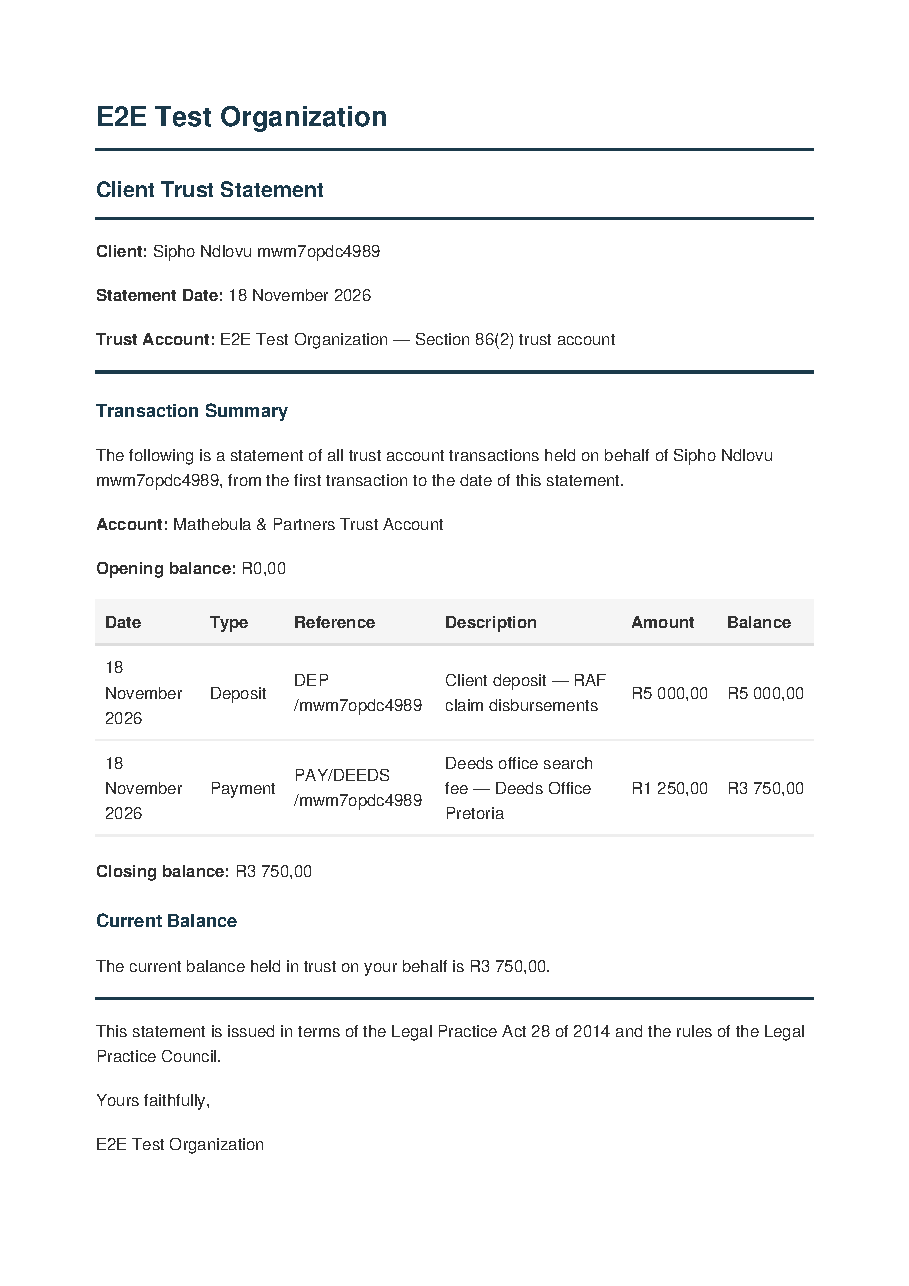 E2E Test Organization
Client Trust Statement
Client: Sipho Ndlovu mwm7opdc4989
Statement Date: 18 November 2026
Trust Account: E2E Test Organization — Section 86(2) trust account
Transaction Summary
The following is a statement of all trust account transactions held on behalf of Sipho Ndlovu
mwm7opdc4989, from the first transaction to the date of this statement.
Account: Mathebula & Partners Trust Account
Opening balance: R0,00
Date Type Reference Description Amount Balance
18
November
2026
Deposit
DEP
/mwm7opdc4989
Client deposit — RAF
claim disbursements
R5 000,00 R5 000,00
18
November
2026
Payment
PAY/DEEDS
/mwm7opdc4989
Deeds office search
fee — Deeds Office
Pretoria
R1 250,00 R3 750,00
Closing balance: R3 750,00
Current Balance
The current balance held in trust on your behalf is R3 750,00.
This statement is issued in terms of the Legal Practice Act 28 of 2014 and the rules of the Legal
Practice Council.
Yours faithfully,
E2E Test Organization